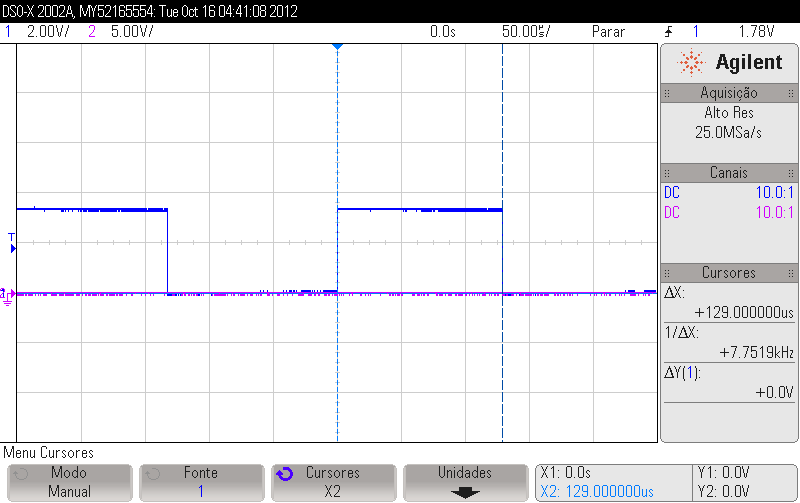 DSO-X 2002A, MY52165554: Tue Oct 16 04:41:08 2012
1 2.00V/ 2 5.00V/ 0.0s 50.00us/ Parar 1 1.78V
Agilent
Aquisição
Alto Res
25.0MSa/s
Canais
DC 10.0:1
DC 10.0:1
T
Cursores
ΔX:
+129.000000us
1/ΔX:
+7.7519kHz
ΔY(1):
+0.0V
Menu Cursores
Modo
Manual
Fonte
1
Cursores
X2
Unidades
X1: 0.0s
X2: 129.000000us
Y1: 0.0V
Y2: 0.0V